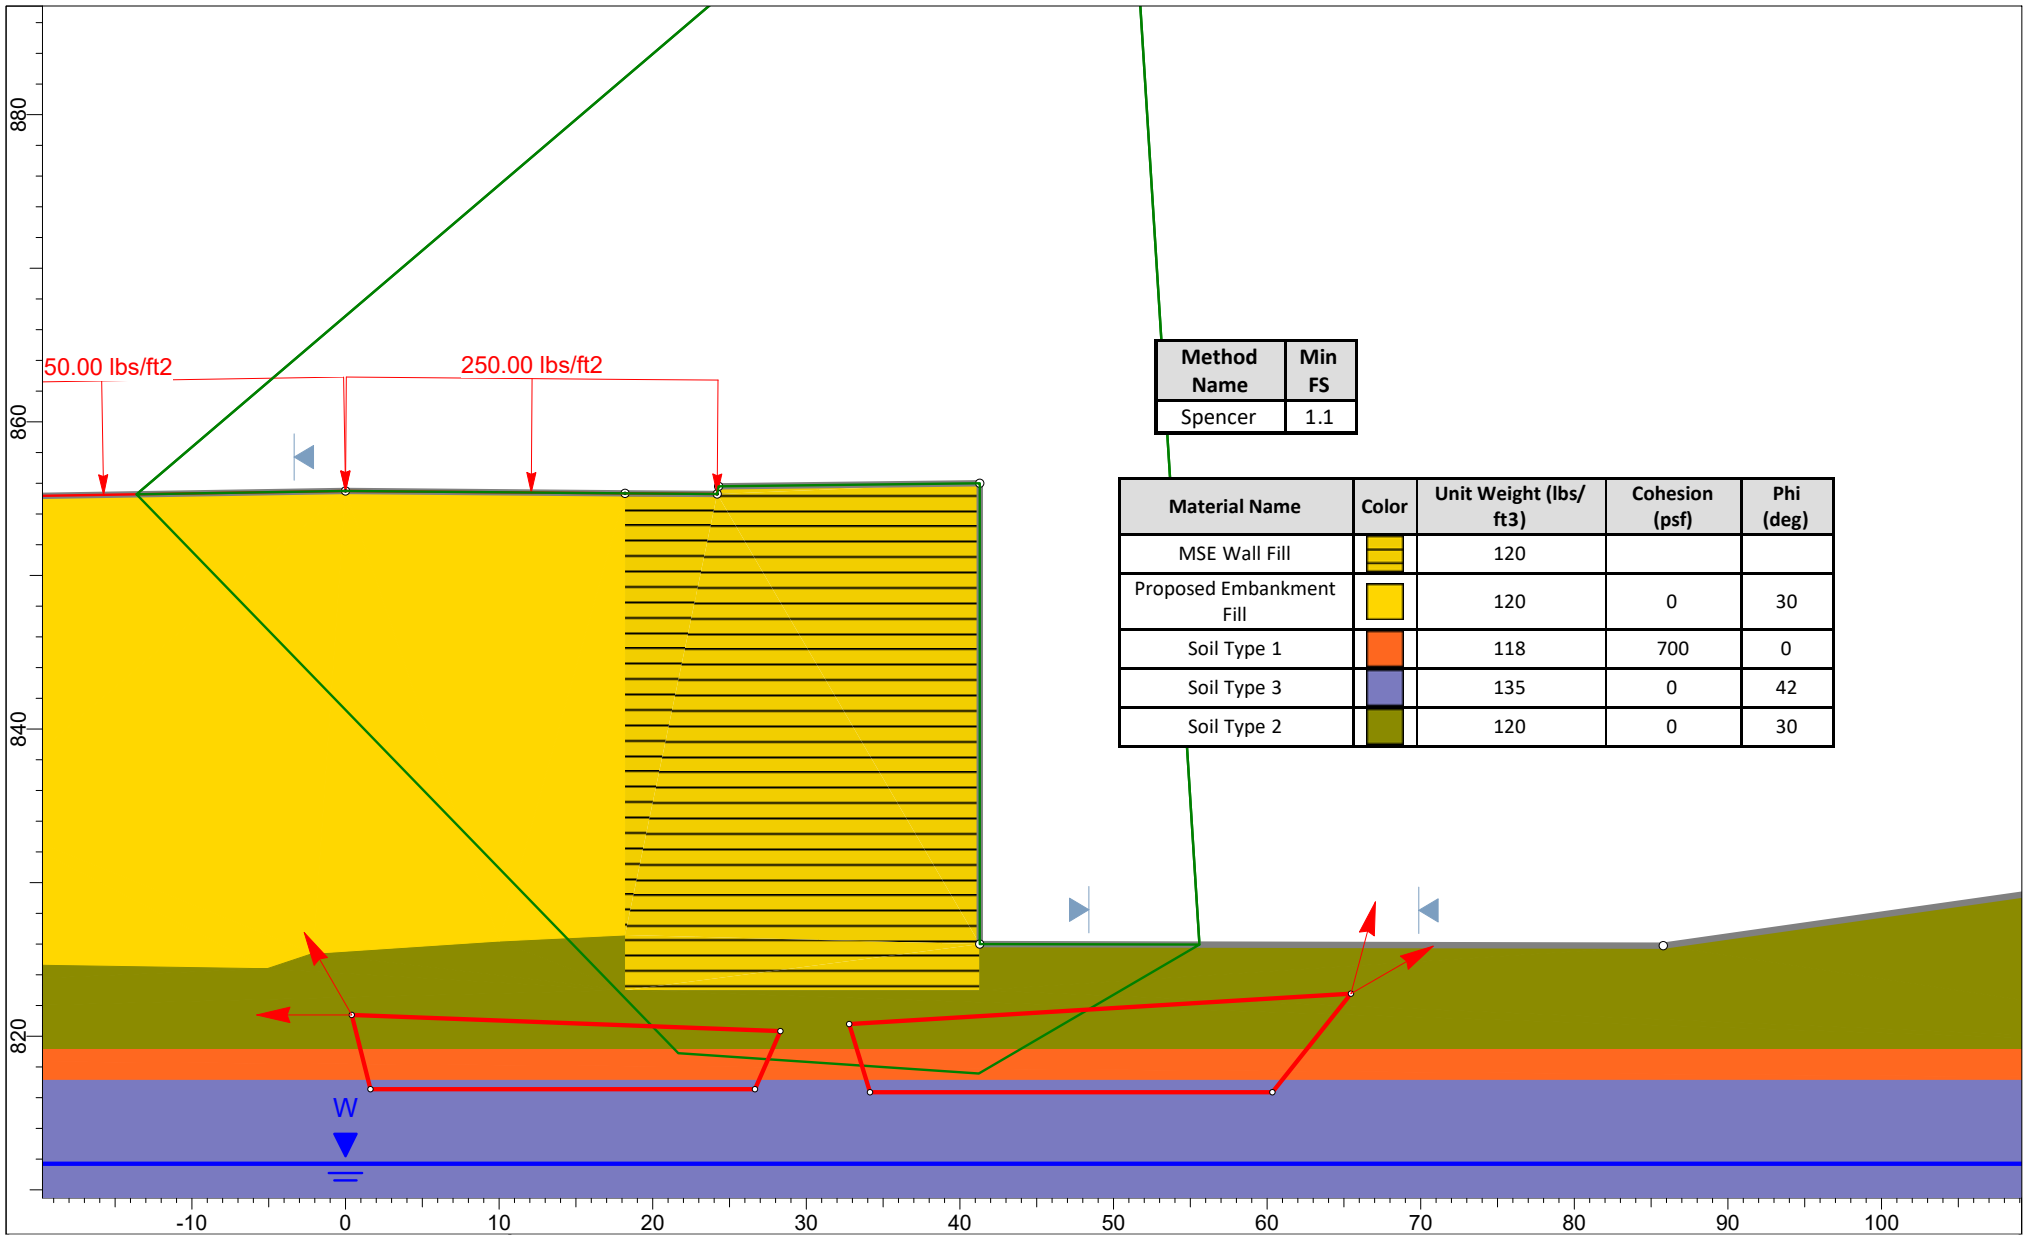 880
860
840
820
50.00 lbs/ft2
250.00 lbs/ft2
Method Name Min FS
Spencer 1.1
Material Name Color Unit Weight (lbs/ft3) Cohesion (psf) Phi (deg)
MSE Wall Fill 120
Proposed Embankment Fill 120 0 30
Soil Type 1 118 700 0
Soil Type 3 135 0 42
Soil Type 2 120 0 30
W
-10 0 10 20 30 40 50 60 70 80 90 100